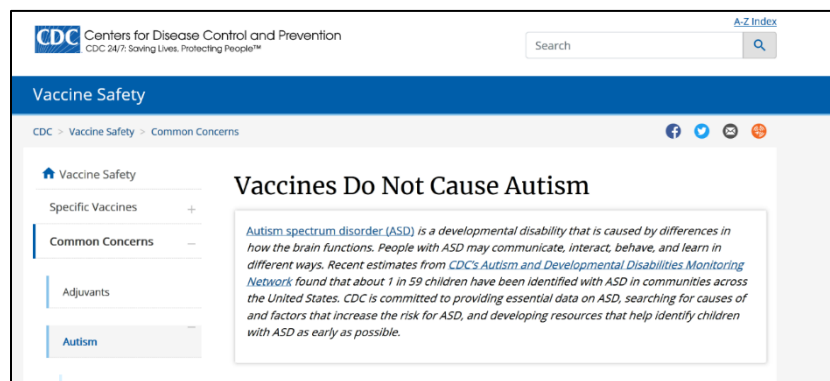 A-Z Index
CDC Centers for Disease Control and Prevention
CDC 24/7: Saving Lives, Protecting People™
Search
Vaccine Safety
CDC > Vaccine Safety > Common Concerns
Vaccine Safety
Specific Vaccines +
Common Concerns –
Adjuvants
Autism –
Vaccines Do Not Cause Autism
Autism spectrum disorder (ASD) is a developmental disability that is caused by differences in
how the brain functions. People with ASD may communicate, interact, behave, and learn in
different ways. Recent estimates from CDC's Autism and Developmental Disabilities Monitoring
Network found that about 1 in 59 children have been identified with ASD in communities across
the United States. CDC is committed to providing essential data on ASD, searching for causes of
and factors that increase the risk for ASD, and developing resources that help identify children
with ASD as early as possible.